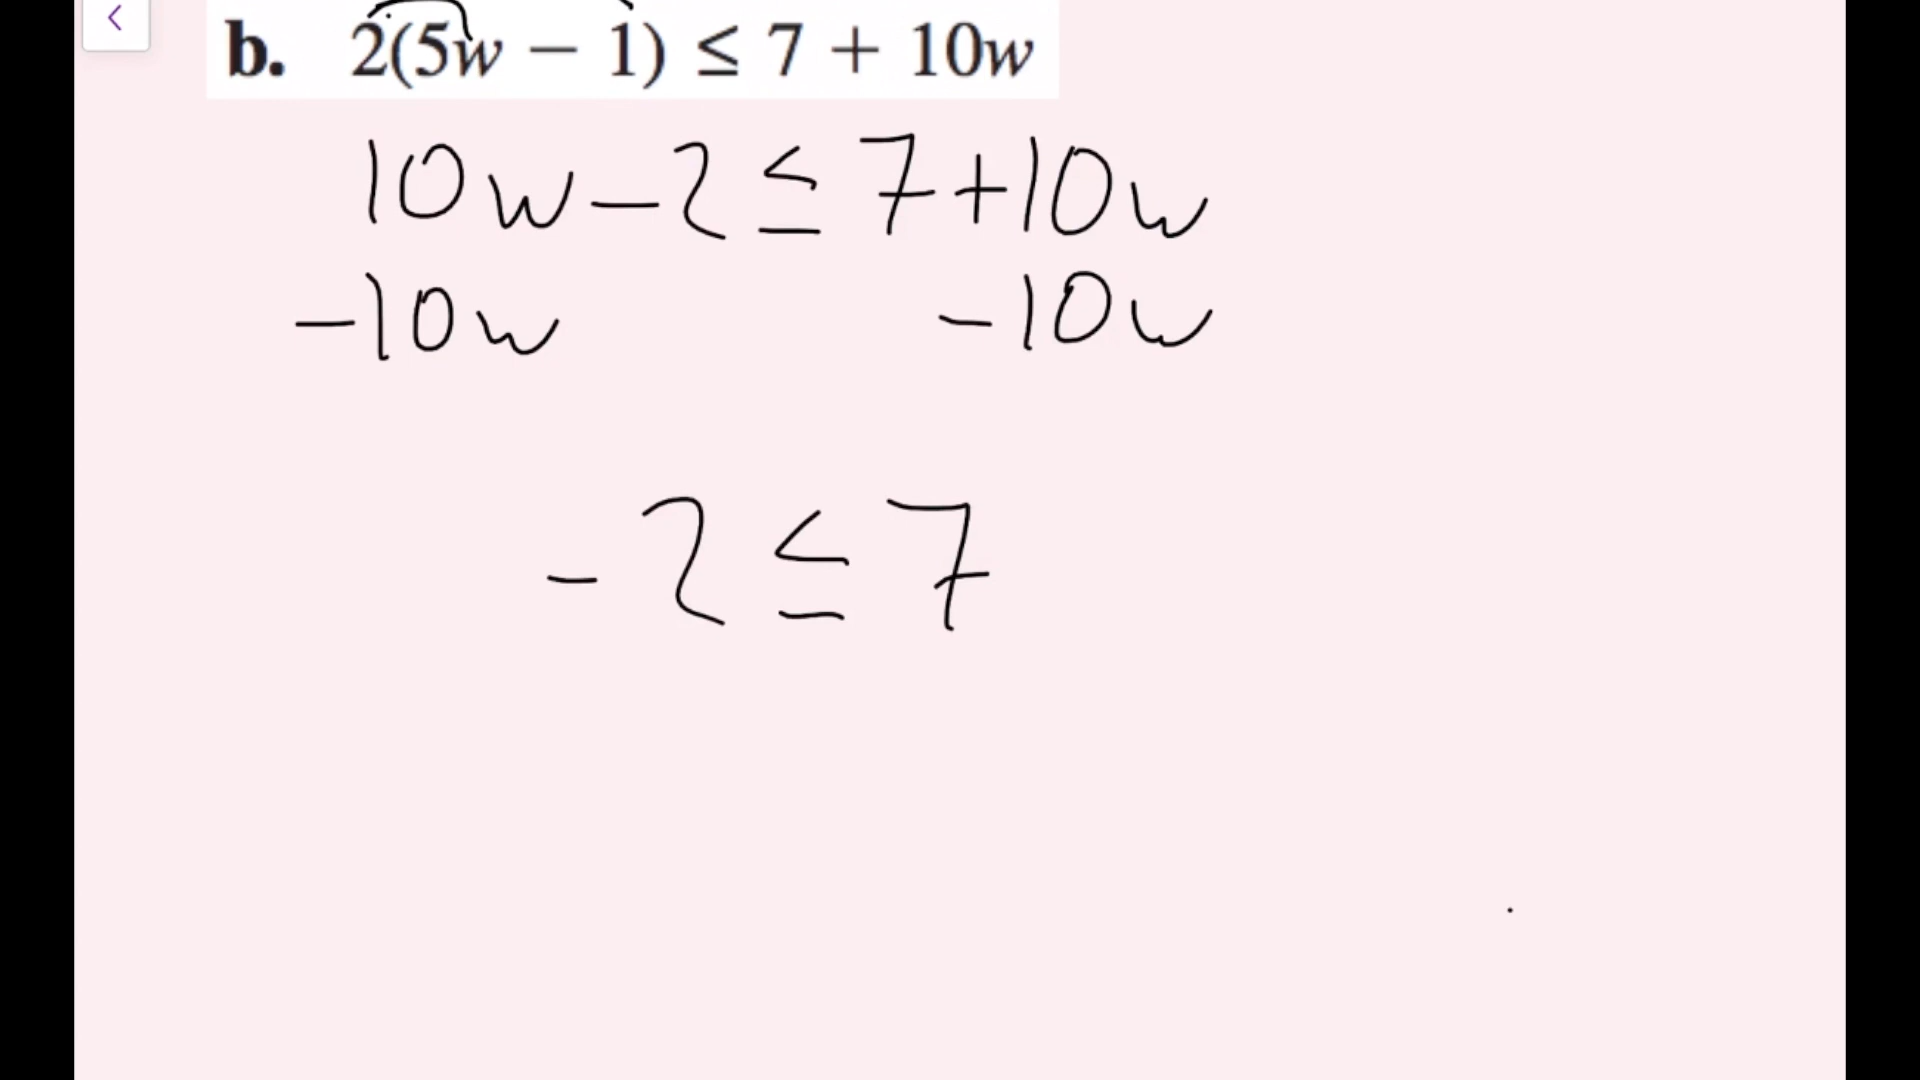 b. 2(5w − 1) ≤ 7 + 10w
10w − 2 ≤ 7 + 10w
−10w −10w
−2 ≤ 7